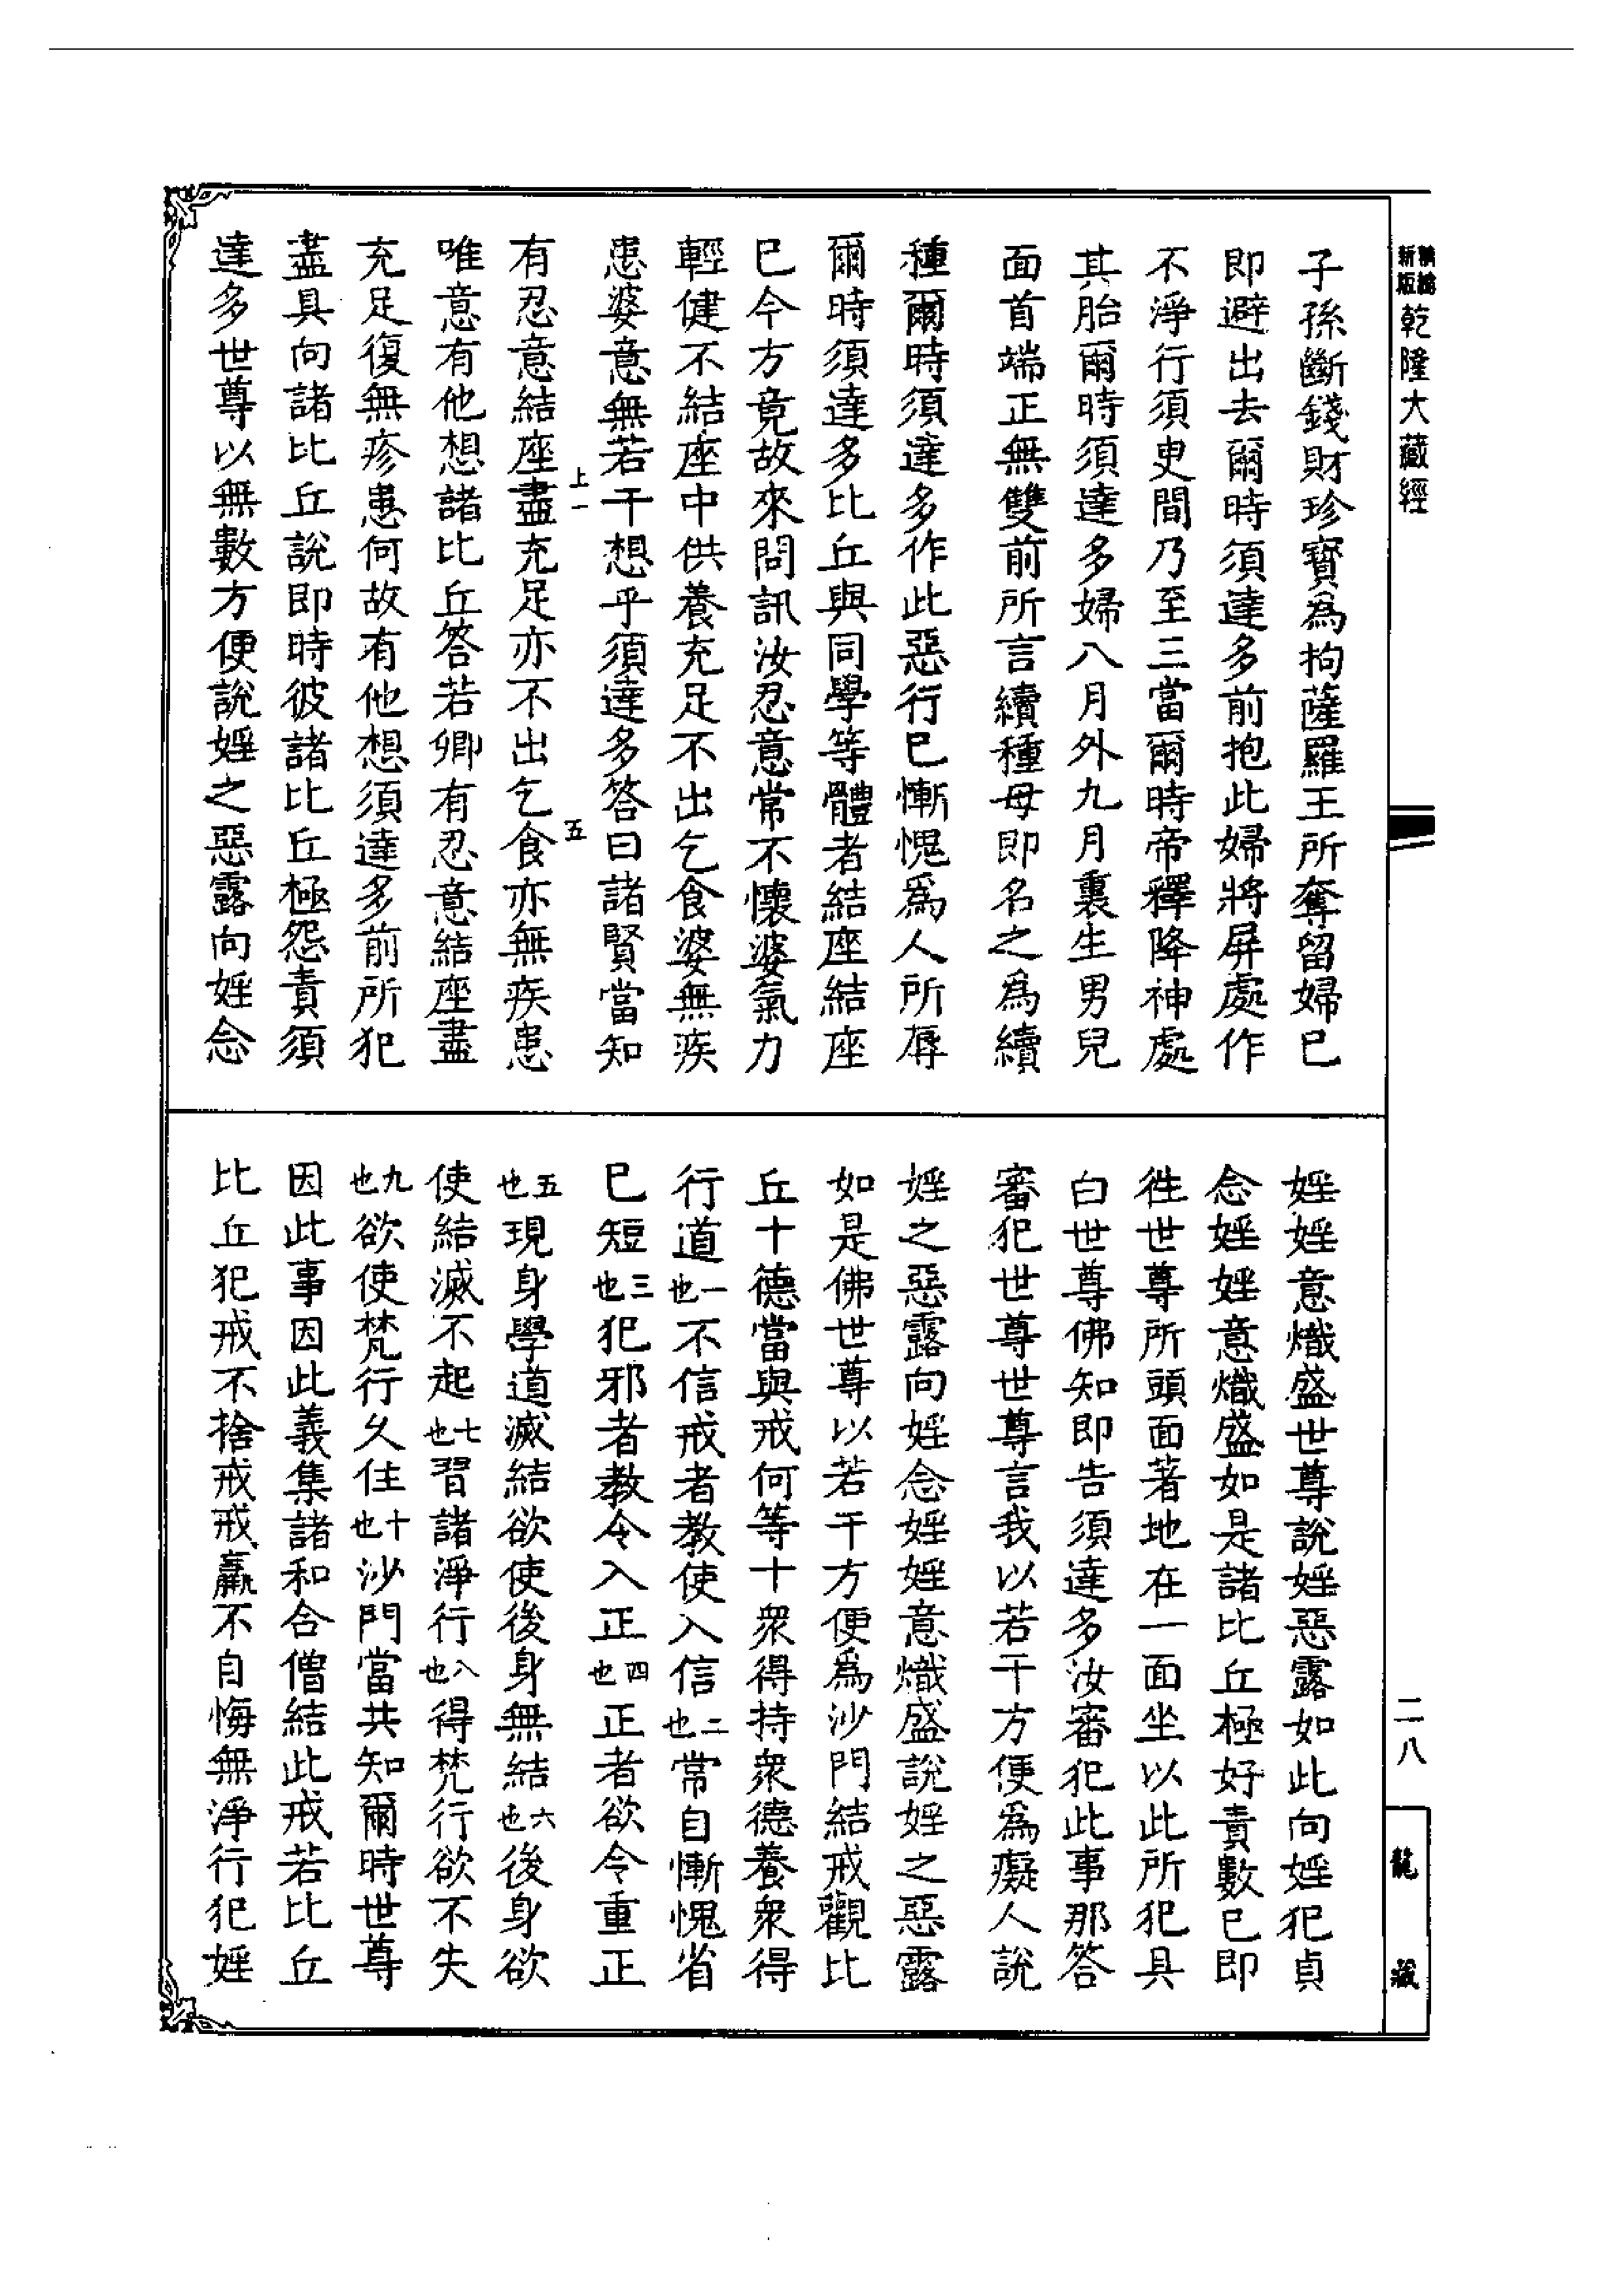 新版
乾隆大藏經
二八
龍藏
子孫斷錢財珍寶為拘薩羅王所奪留婦已
即避出去爾時須達多前抱此婦將屏處作
不淨行須臾間乃至三當爾時帝釋降神處
其胎爾時須達多婦八月外九月裏生男兒
面首端正無雙前所言續種母即名之為續
種爾時須達多作此惡行已慚愧為人所辱
爾時須達多比丘與同學等體者結座結座
已今方竟故來問訊汝忍意常不懷婆氣力
輕健不結座中供養充足不出乞食婆無疾
患婆意無若干想乎須達多答曰諸賢當知
上一
五
有忍意結座盡充足亦不出乞食亦無疾患
唯意有他想諸比丘答若卿有忍意結座盡
充足復無疹患何故有他想須達多前所犯
盡具向諸比丘說即時彼諸比丘極怨責須
達多世尊以無數方便說婬之惡露向婬念
婬婬意熾盛世尊說婬惡露如此向婬犯貞
念婬婬意熾盛如是諸比丘極好責數已即
徃世尊所頭面著地在一面坐以此所犯具
白世尊佛知即告須達多汝審犯此事那答
審犯世尊世尊言我以若干方便為癡人說
婬之惡露向婬念婬婬意熾盛說婬之惡露
如是佛世尊以若干方便為沙門結戒觀比
丘十德當與戒何等十衆得持衆德養衆得
行道一也不信戒者教使入信二也常自慚愧省
已短三也犯邪者教令入正四也正者欲令重正
五也現身學道滅結欲使後身無結六也後身欲
使結滅不起七也習諸淨行八也得梵行欲不失
九也欲使梵行久住十也沙門當共知爾時世尊
因此事因此義集諸和合僧結此戒若比丘
比丘犯戒不捨戒戒羸不自悔無淨行犯婬